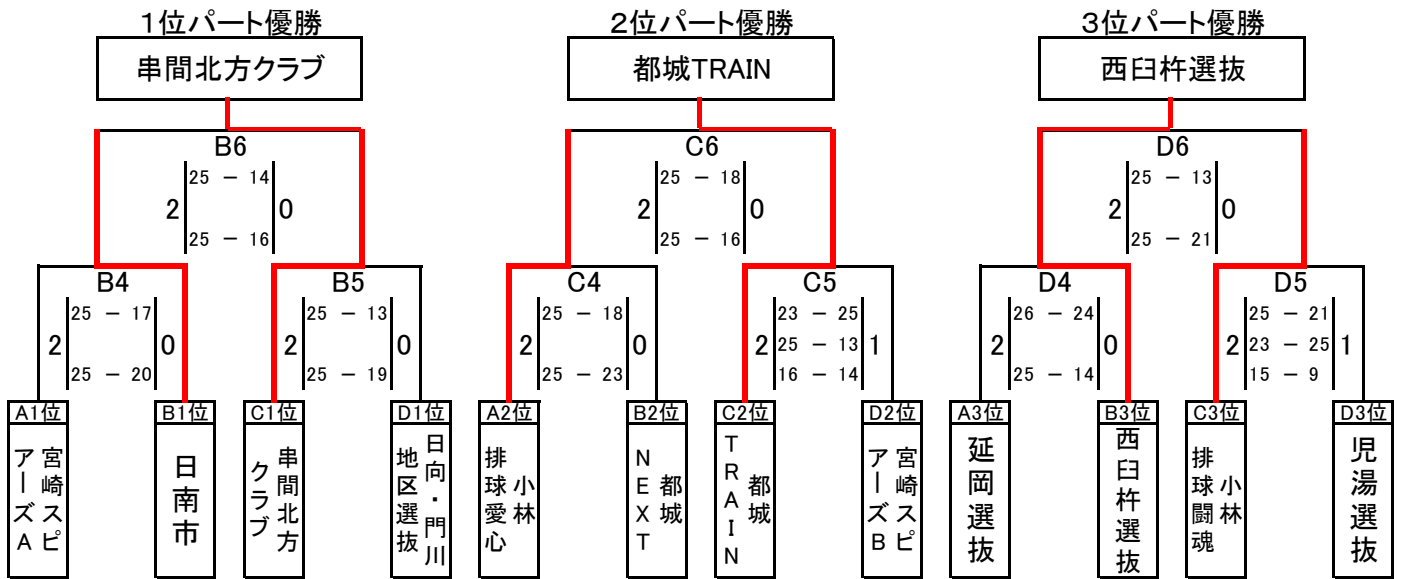 1位パート優勝
串間北方クラブ
B6
25 － 14
2 0
25 － 16
B4
25 － 17
2 0
25 － 20
B5
25 － 13
2 0
25 － 19
A1位
宮崎スピ
アーズA
B1位
日南市
C1位
串間北方
クラブ
D1位
日向・門川
地区選抜
2位パート優勝
都城TRAIN
C6
25 － 18
2 0
25 － 16
C4
25 － 18
2 0
25 － 23
C5
23 － 25
2 25 － 13 1
16 － 14
A2位
小林
排球愛心
B2位
都城
NEXT
C2位
都城
TRAIN
D2位
宮崎スピ
アーズB
3位パート優勝
西臼杵選抜
D6
25 － 13
2 0
25 － 21
D4
26 － 24
2 0
25 － 14
D5
25 － 21
2 23 － 25 1
15 － 9
A3位
延岡選抜
B3位
西臼杵選抜
C3位
小林
排球闘魂
D3位
児湯選抜